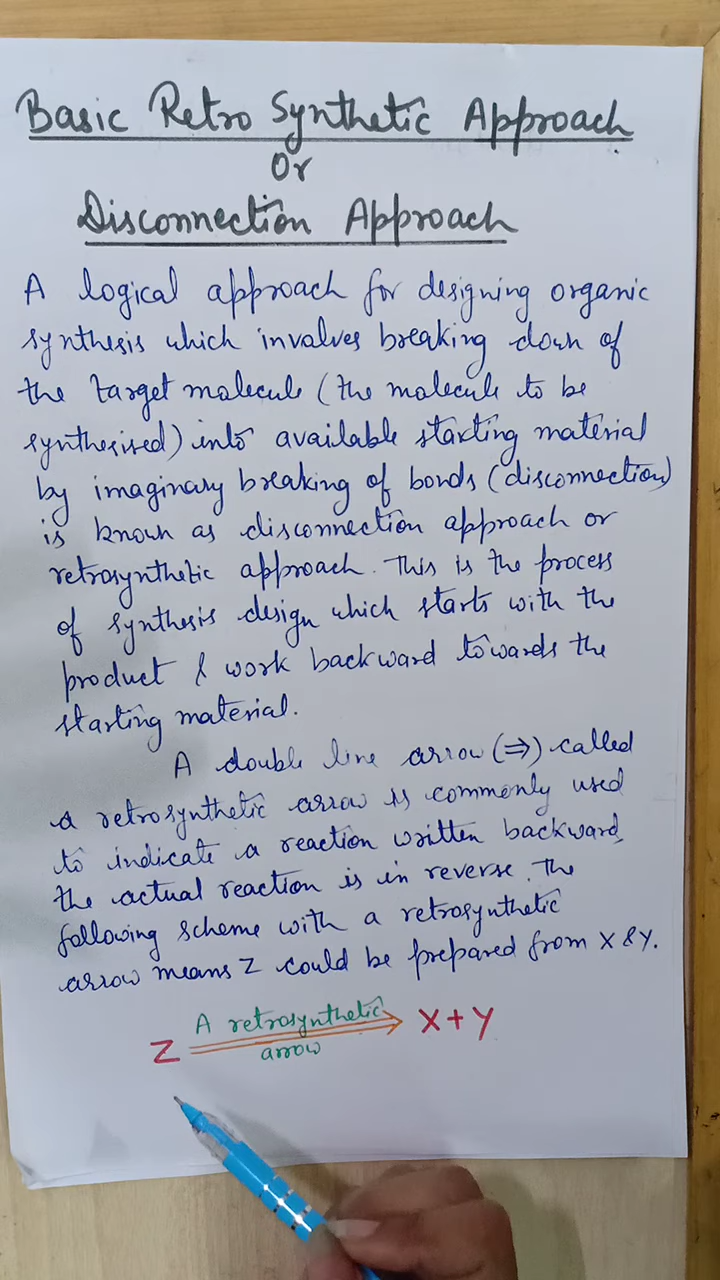 Basic Retro Synthetic Approach
Or
Disconnection Approach
A logical approach for designing organic
synthesis which involves breaking down of
the target molecule (the molecule to be
synthesised) into available starting material
by imaginary breaking of bonds (disconnection)
is known as disconnection approach or
retrosynthetic approach. This is the process
of synthesis design which starts with the
product & work backward towards the
starting material.
A double line arrow (⇒) called
a retrosynthetic arrow is commonly used
to indicate a reaction written backward,
the actual reaction is in reverse. The
following scheme with a retrosynthetic
arrow means Z could be prepared from X & Y.
Z A retrosynthetic arrow ⇒ X + Y